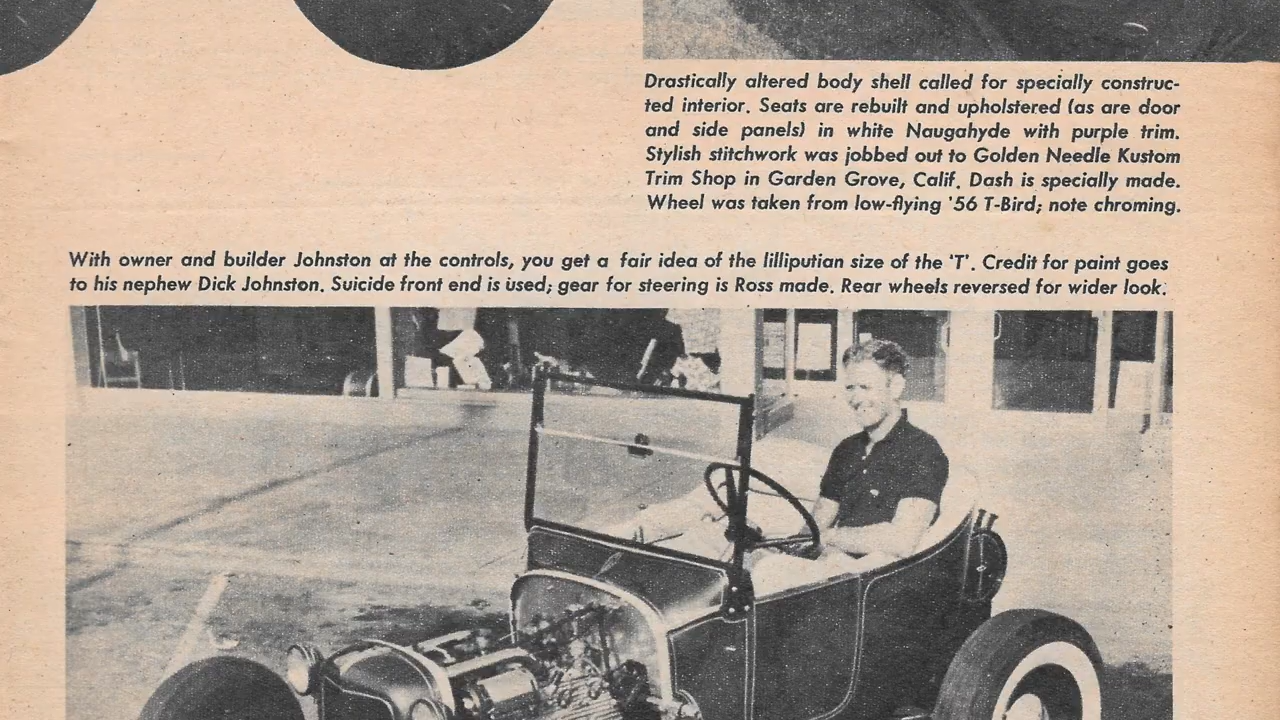 Drastically altered body shell called for specially construc-
ted interior. Seats are rebuilt and upholstered (as are door
and side panels) in white Naugahyde with purple trim.
Stylish stitchwork was jobbed out to Golden Needle Kustom
Trim Shop in Garden Grove, Calif. Dash is specially made.
Wheel was taken from low-flying '56 T-Bird; note chroming.
With owner and builder Johnston at the controls, you get a fair idea of the lilliputian size of the 'T'. Credit for paint goes
to his nephew Dick Johnston. Suicide front end is used; gear for steering is Ross made. Rear wheels reversed for wider look.